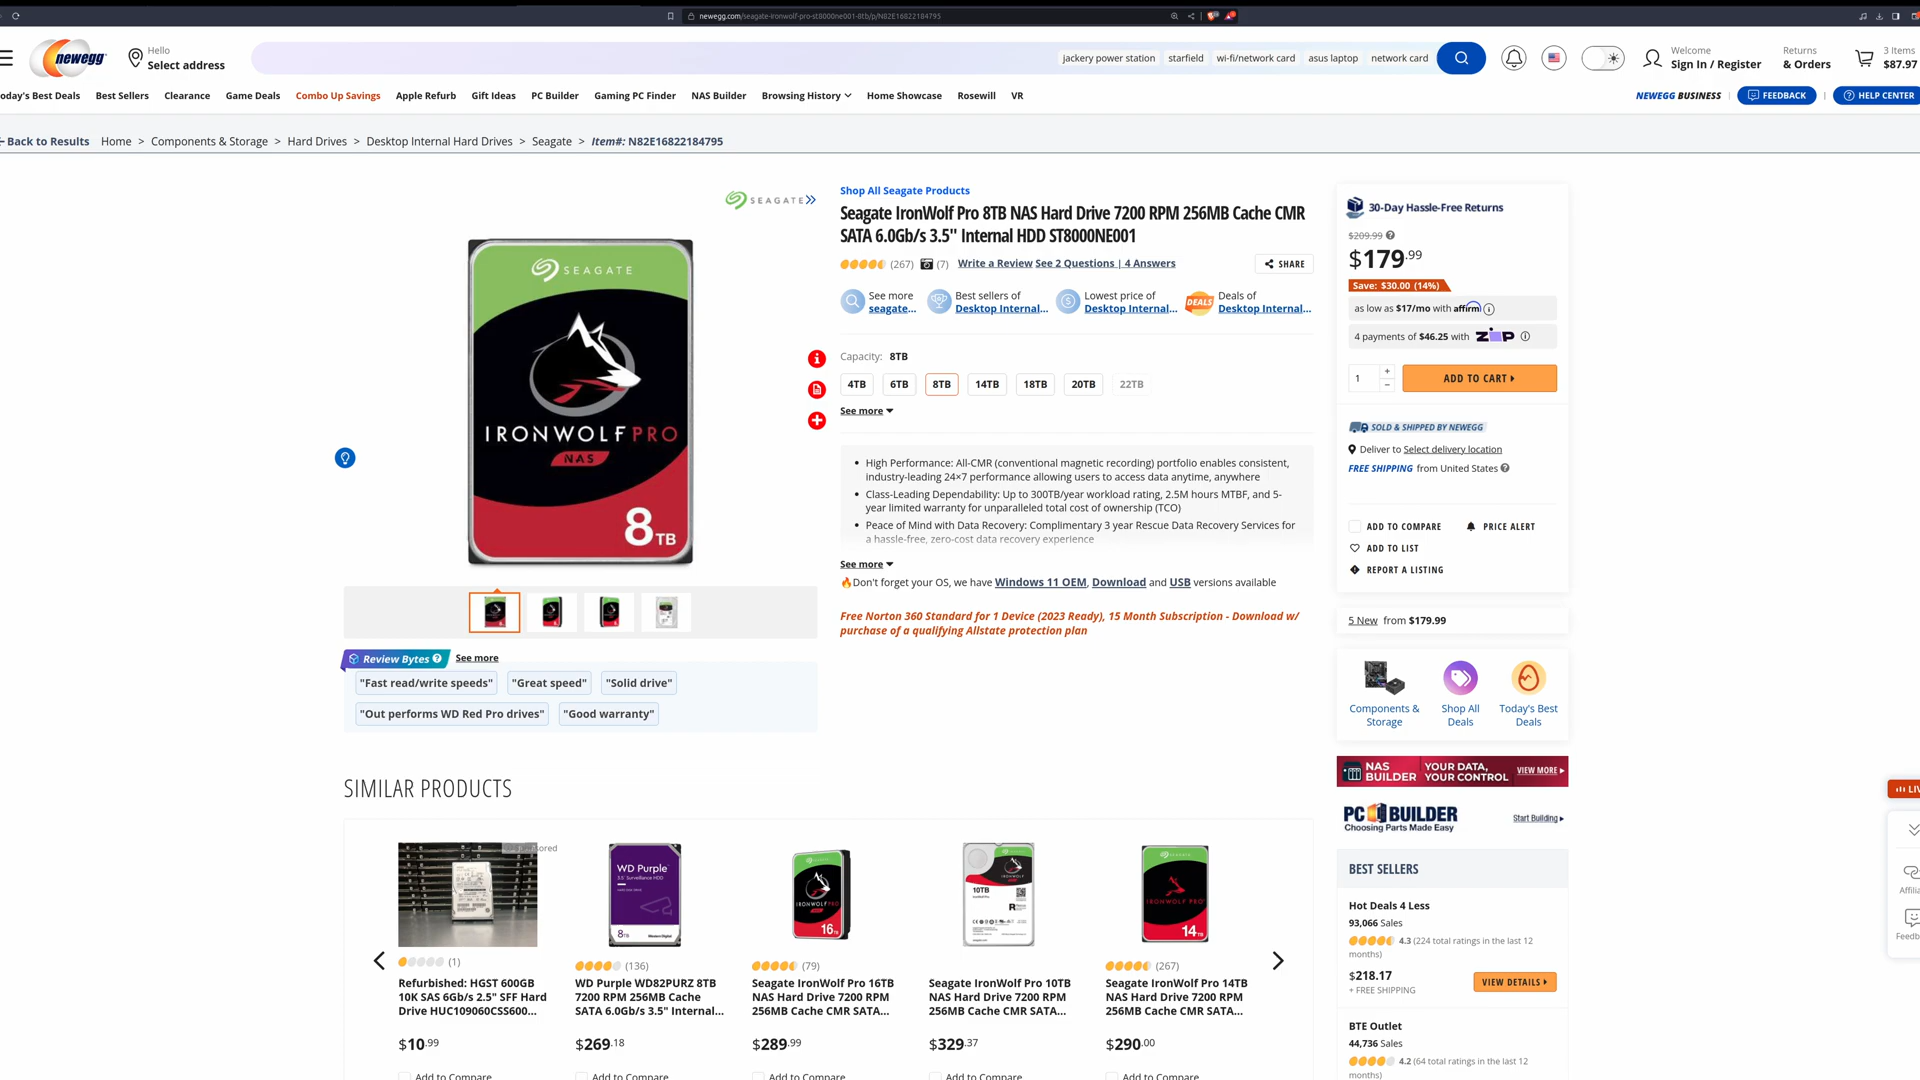 newegg.com/seagate-ironwolf-pro-st8000ne001-8tb/p/N82E16822184795
newegg
Hello
Select address
jackery power station
starfield
wi-fi/network card
asus laptop
network card
Welcome
Sign In / Register
Returns
& Orders
3 Items
$87.97
oday's Best Deals
Best Sellers
Clearance
Game Deals
Combo Up Savings
Apple Refurb
Gift Ideas
PC Builder
Gaming PC Finder
NAS Builder
Browsing History
Home Showcase
Rosewill
VR
NEWEGG BUSINESS
FEEDBACK
HELP CENTER
Back to Results
Home > Components & Storage > Hard Drives > Desktop Internal Hard Drives > Seagate > Item#: N82E16822184795
SEAGATE
SEAGATE
IRONWOLF PRO
NAS
8TB
Review Bytes
See more
"Fast read/write speeds"
"Great speed"
"Solid drive"
"Out performs WD Red Pro drives"
"Good warranty"
Shop All Seagate Products
Seagate IronWolf Pro 8TB NAS Hard Drive 7200 RPM 256MB Cache CMR
SATA 6.0Gb/s 3.5" Internal HDD ST8000NE001
(267)
(7)
Write a Review
See 2 Questions | 4 Answers
SHARE
See more
seagate...
Best sellers of
Desktop Internal...
Lowest price of
Desktop Internal...
DEALS
Deals of
Desktop Internal...
Capacity: 8TB
4TB
6TB
8TB
14TB
18TB
20TB
22TB
See more
High Performance: All-CMR (conventional magnetic recording) portfolio enables consistent,
industry-leading 24×7 performance allowing users to access data anytime, anywhere
Class-Leading Dependability: Up to 300TB/year workload rating, 2.5M hours MTBF, and 5-
year limited warranty for unparalleled total cost of ownership (TCO)
Peace of Mind with Data Recovery: Complimentary 3 year Rescue Data Recovery Services for
a hassle-free, zero-cost data recovery experience
See more
🔥Don't forget your OS, we have Windows 11 OEM, Download and USB versions available
Free Norton 360 Standard for 1 Device (2023 Ready), 15 Month Subscription - Download w/
purchase of a qualifying Allstate protection plan
30-Day Hassle-Free Returns
$209.99
$179.99
Save: $30.00 (14%)
as low as $17/mo with affirm
4 payments of $46.25 with ZIP
1
+
−
ADD TO CART
SOLD & SHIPPED BY NEWEGG
Deliver to Select delivery location
FREE SHIPPING from United States
ADD TO COMPARE
PRICE ALERT
ADD TO LIST
REPORT A LISTING
5 New from $179.99
Components &
Storage
Shop All
Deals
Today's Best
Deals
NAS
BUILDER
YOUR DATA,
YOUR CONTROL
VIEW MORE
PC BUILDER
Choosing Parts Made Easy
Start Building
BEST SELLERS
Hot Deals 4 Less
93,066 Sales
4.3 (224 total ratings in the last 12
months)
$218.17
+ FREE SHIPPING
VIEW DETAILS
BTE Outlet
44,736 Sales
4.2 (64 total ratings in the last 12
months)
LIV
Affilia
Feedb
SIMILAR PRODUCTS
(1)
Refurbished: HGST 600GB
10K SAS 6Gb/s 2.5" SFF Hard
Drive HUC109060CSS600...
$10.99
Add to Compare
WD Purple
8TB
Western Digital
(136)
WD Purple WD82PURZ 8TB
7200 RPM 256MB Cache
SATA 6.0Gb/s 3.5" Internal...
$269.18
Add to Compare
IRONWOLF PRO
16TB
(79)
Seagate IronWolf Pro 16TB
NAS Hard Drive 7200 RPM
256MB Cache CMR SATA...
$289.99
Add to Compare
10TB
Seagate IronWolf Pro 10TB
NAS Hard Drive 7200 RPM
256MB Cache CMR SATA...
$329.37
Add to Compare
IRONWOLF PRO
14TB
(267)
Seagate IronWolf Pro 14TB
NAS Hard Drive 7200 RPM
256MB Cache CMR SATA...
$290.00
Add to Compare